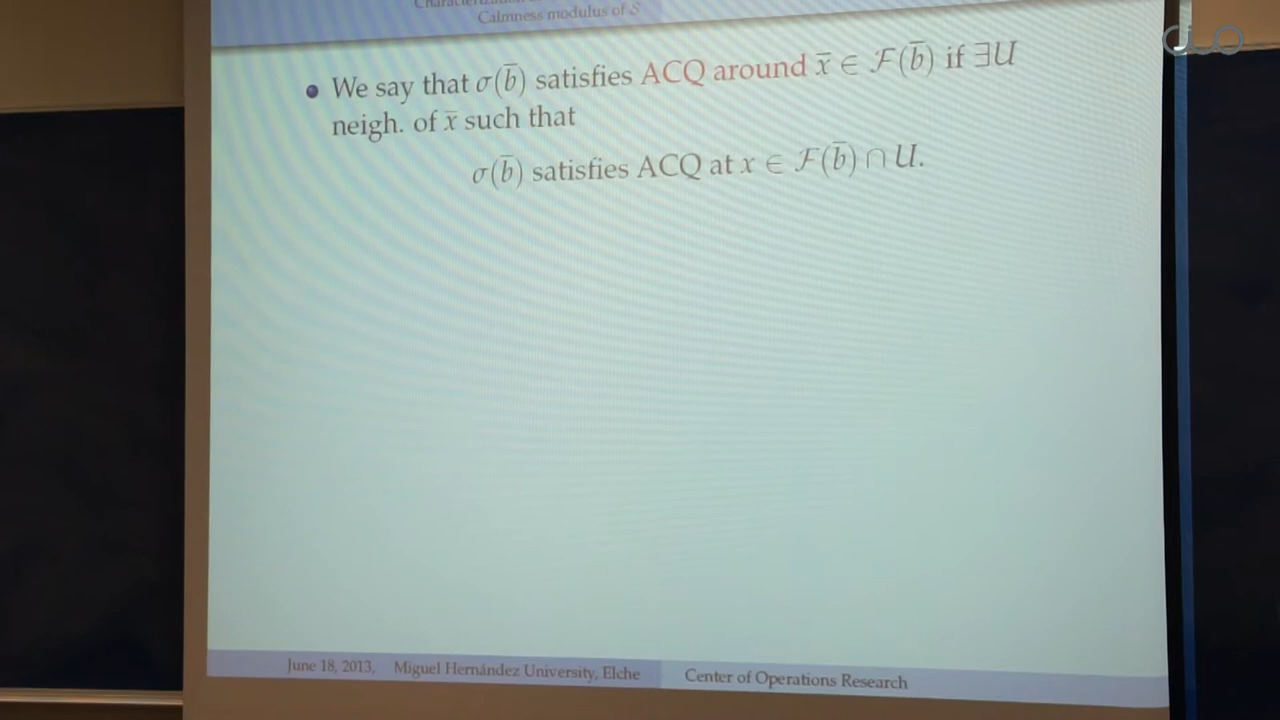 Calmness modulus of 𝒮
• We say that σ(b̄) satisfies ACQ around x̄ ∈ ℱ(b̄) if ∃U
neigh. of x̄ such that
σ(b̄) satisfies ACQ at x ∈ ℱ(b̄) ∩ U.
June 18, 2013, Miguel Hernández University, Elche Center of Operations Research